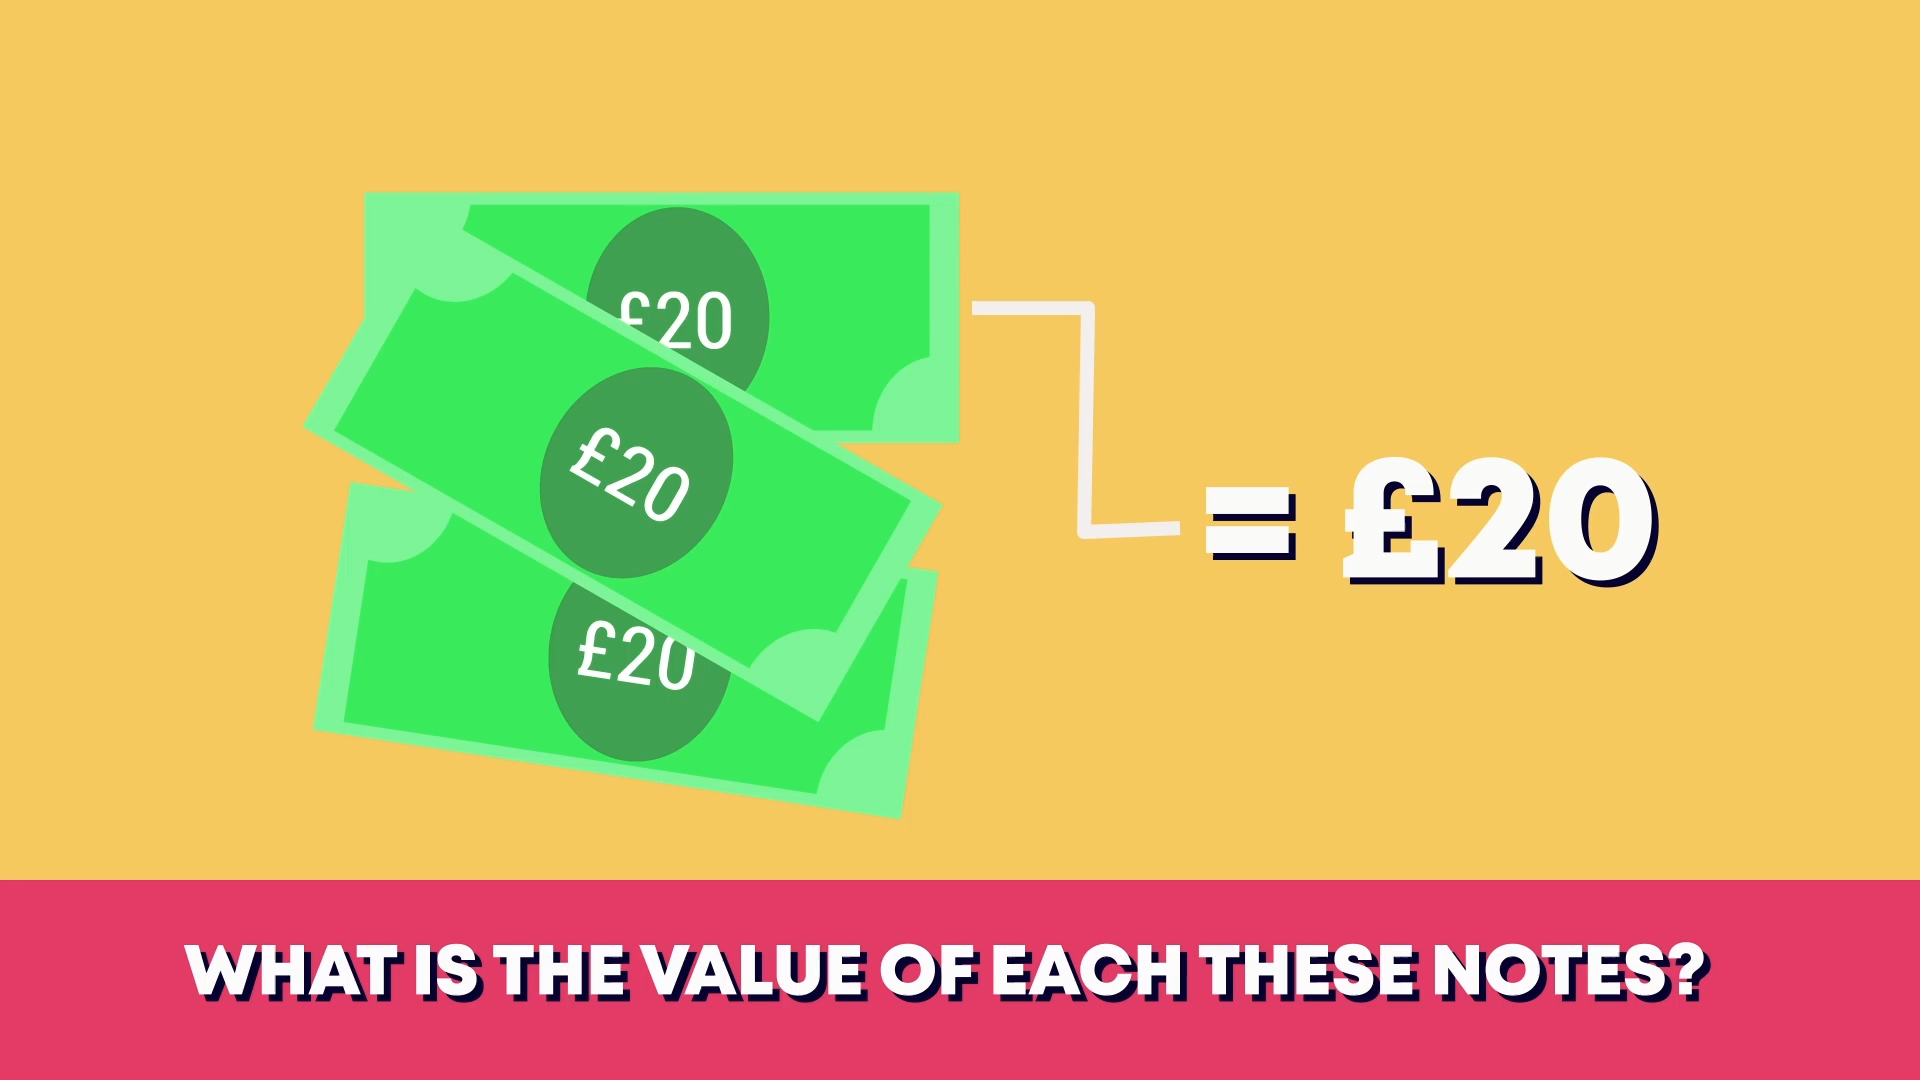 £20
£20
= £20
£20
WHAT IS THE VALUE OF EACH THESE NOTES?